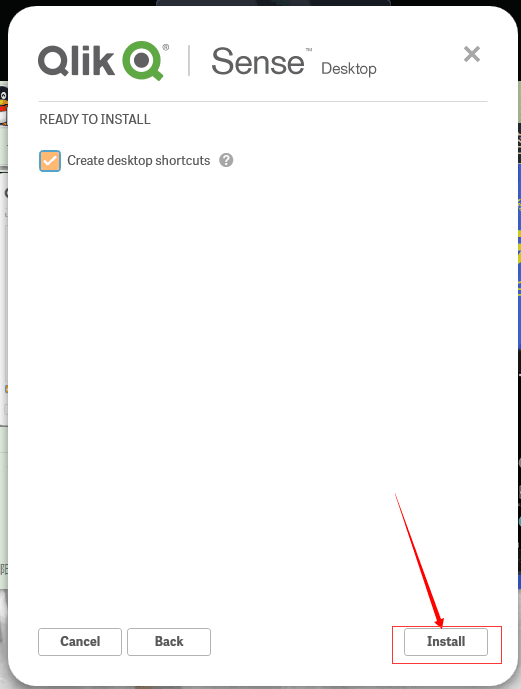 Qlik Q® | Sense™ Desktop
READY TO INSTALL
Create desktop shortcuts ?
Cancel Back Install